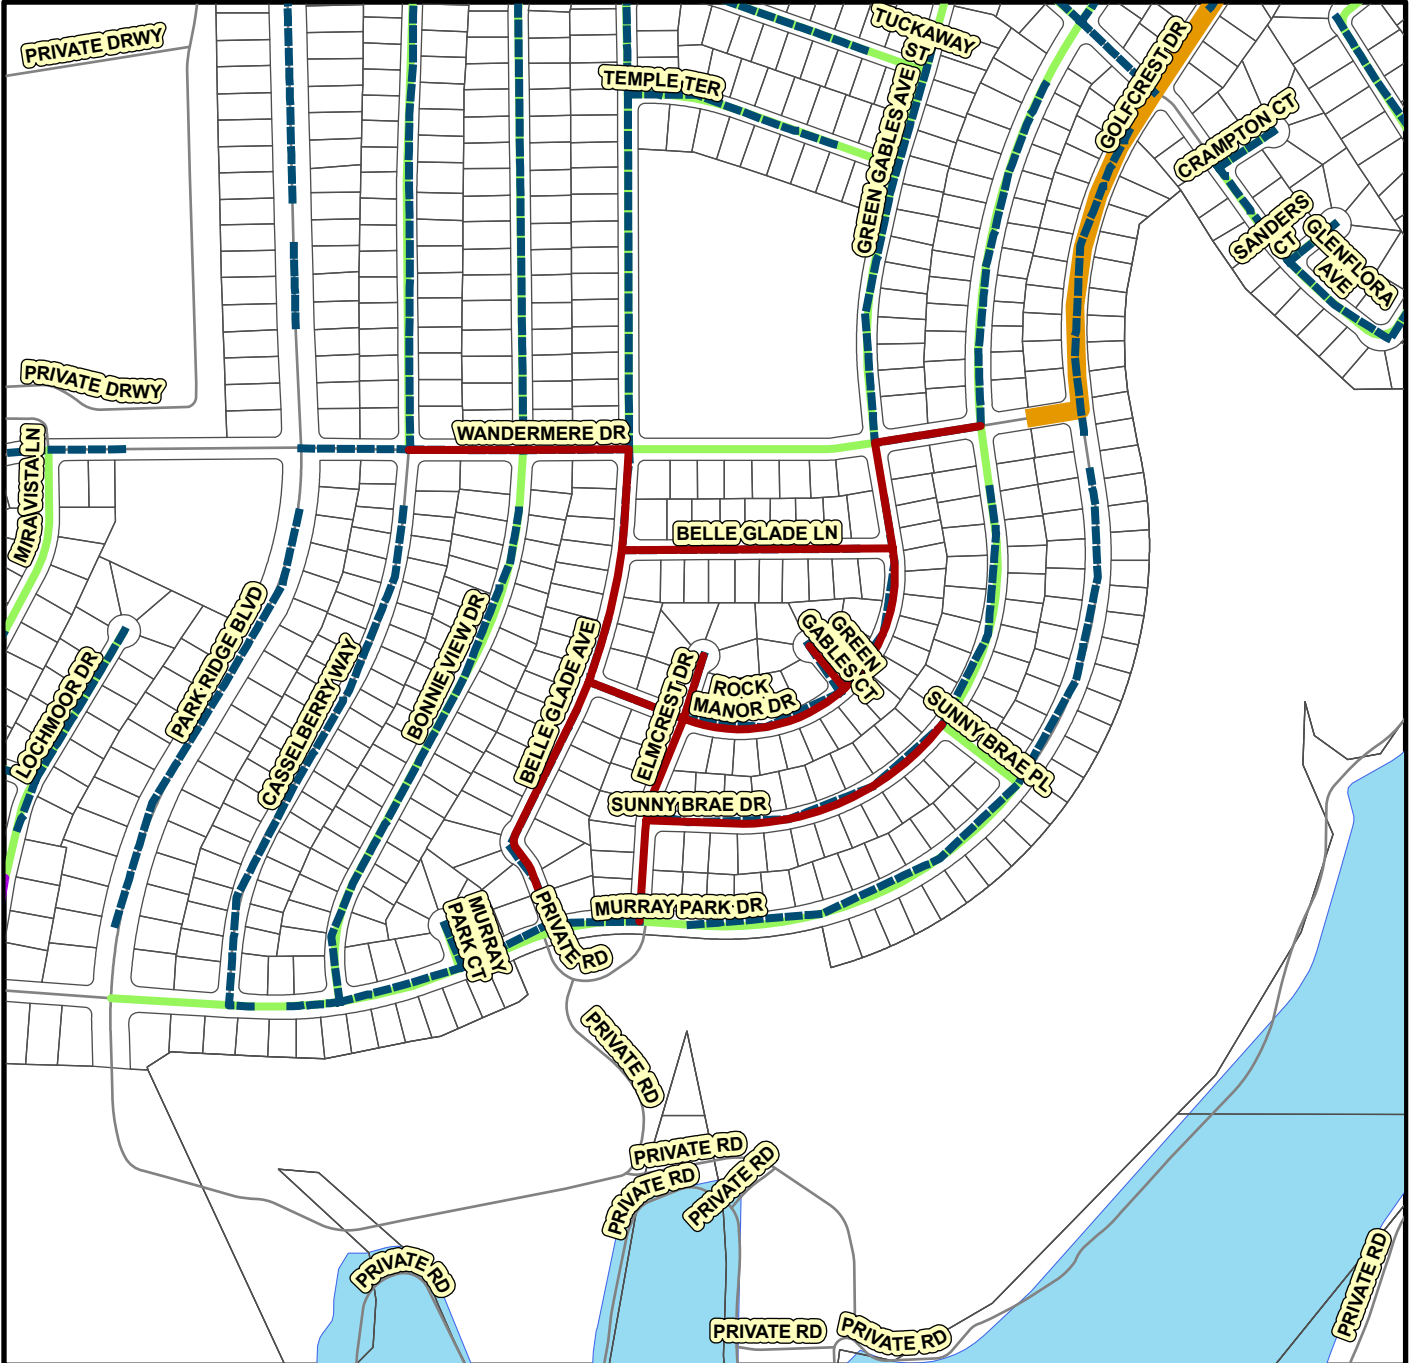 PRIVATE DRWY
TUCKAWAY
ST
GOLFCREST DR
TEMPLE TER
GREEN GABLES AVE
CRAMPTON CT
SANDERS
CT
GLENFLORA
AVE
PRIVATE DRWY
WANDERMERE DR
MIRA VISTA LN
BELLE GLADE LN
PARK RIDGE BLVD
BONNIE VIEW DR
CASSELBERRY WAY
LOCHMOOR DR
BELLE GLADE AVE
ELMCREST DR
ROCK
MANOR DR
GREEN
GABLES CT
SUNNY BRAE PL
SUNNY BRAE DR
MURRAY PARK DR
MURRAY
PARK CT
PRIVATE RD
PRIVATE RD
PRIVATE RD
PRIVATE RD
PRIVATE RD
PRIVATE RD
PRIVATE RD
PRIVATE RD
PRIVATE RD